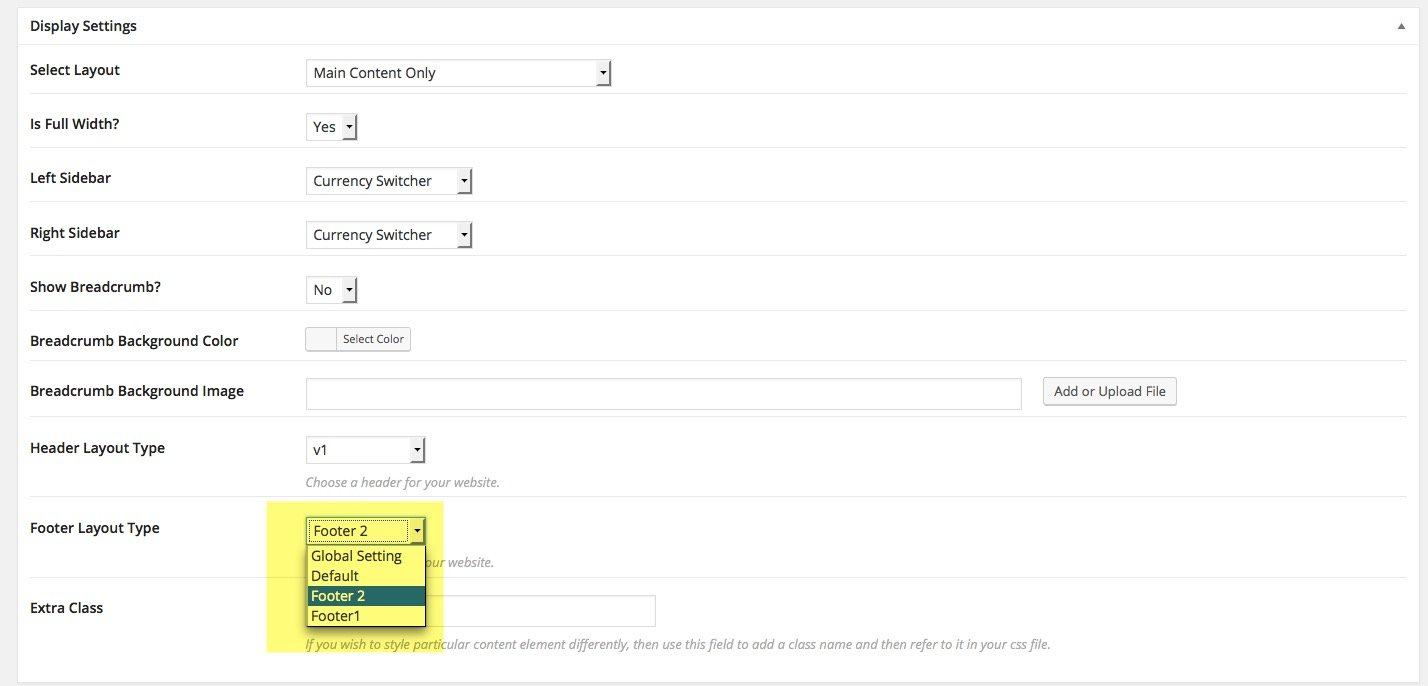 Display Settings
Select Layout
Main Content Only
Is Full Width?
Yes
Left Sidebar
Currency Switcher
Right Sidebar
Currency Switcher
Show Breadcrumb?
No
Breadcrumb Background Color
Select Color
Breadcrumb Background Image
Add or Upload File
Header Layout Type
v1
Choose a header for your website.
Footer Layout Type
Footer 2
Global Setting
our website.
Default
Footer 2
Footer1
Extra Class
If you wish to style particular content element differently, then use this field to add a class name and then refer to it in your css file.